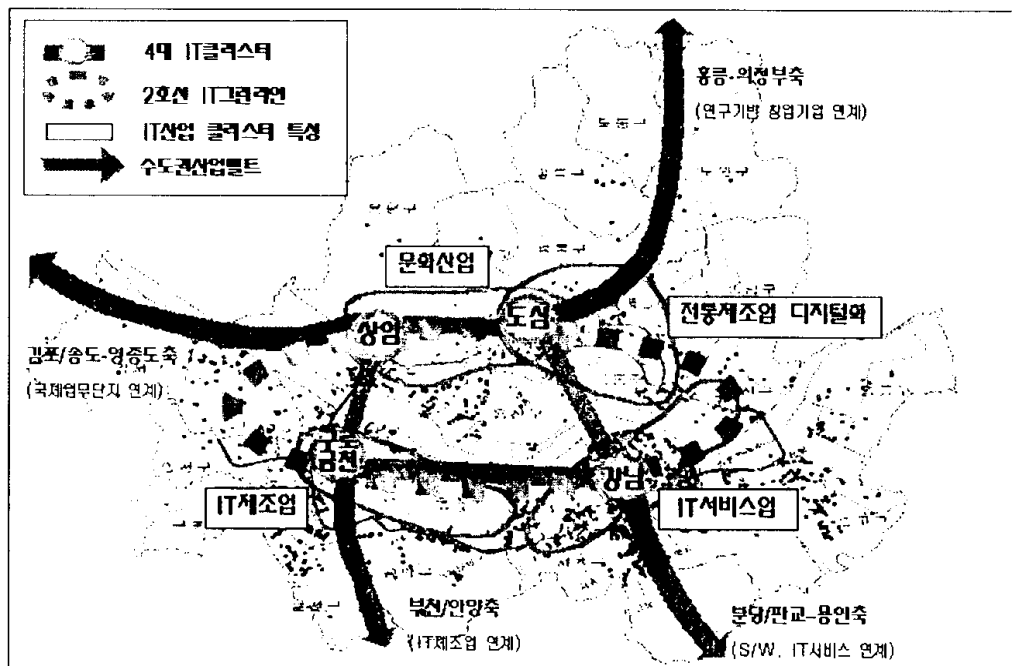 4대 IT클러스터
2호선 IT그린라인
IT산업 클러스터 특성
수도권산업벨트
홍릉·의정부축
(연구기반 창업기업 연계)
문화산업
도심
상암
전통제조업 디지털화
김포/송도-영종도축
(국제업무단지 연계)
구로
금천
강남
IT제조업
IT서비스업
부천/안양축
(IT제조업 연계)
분당/판교-용인축
(S/W, IT서비스 연계)